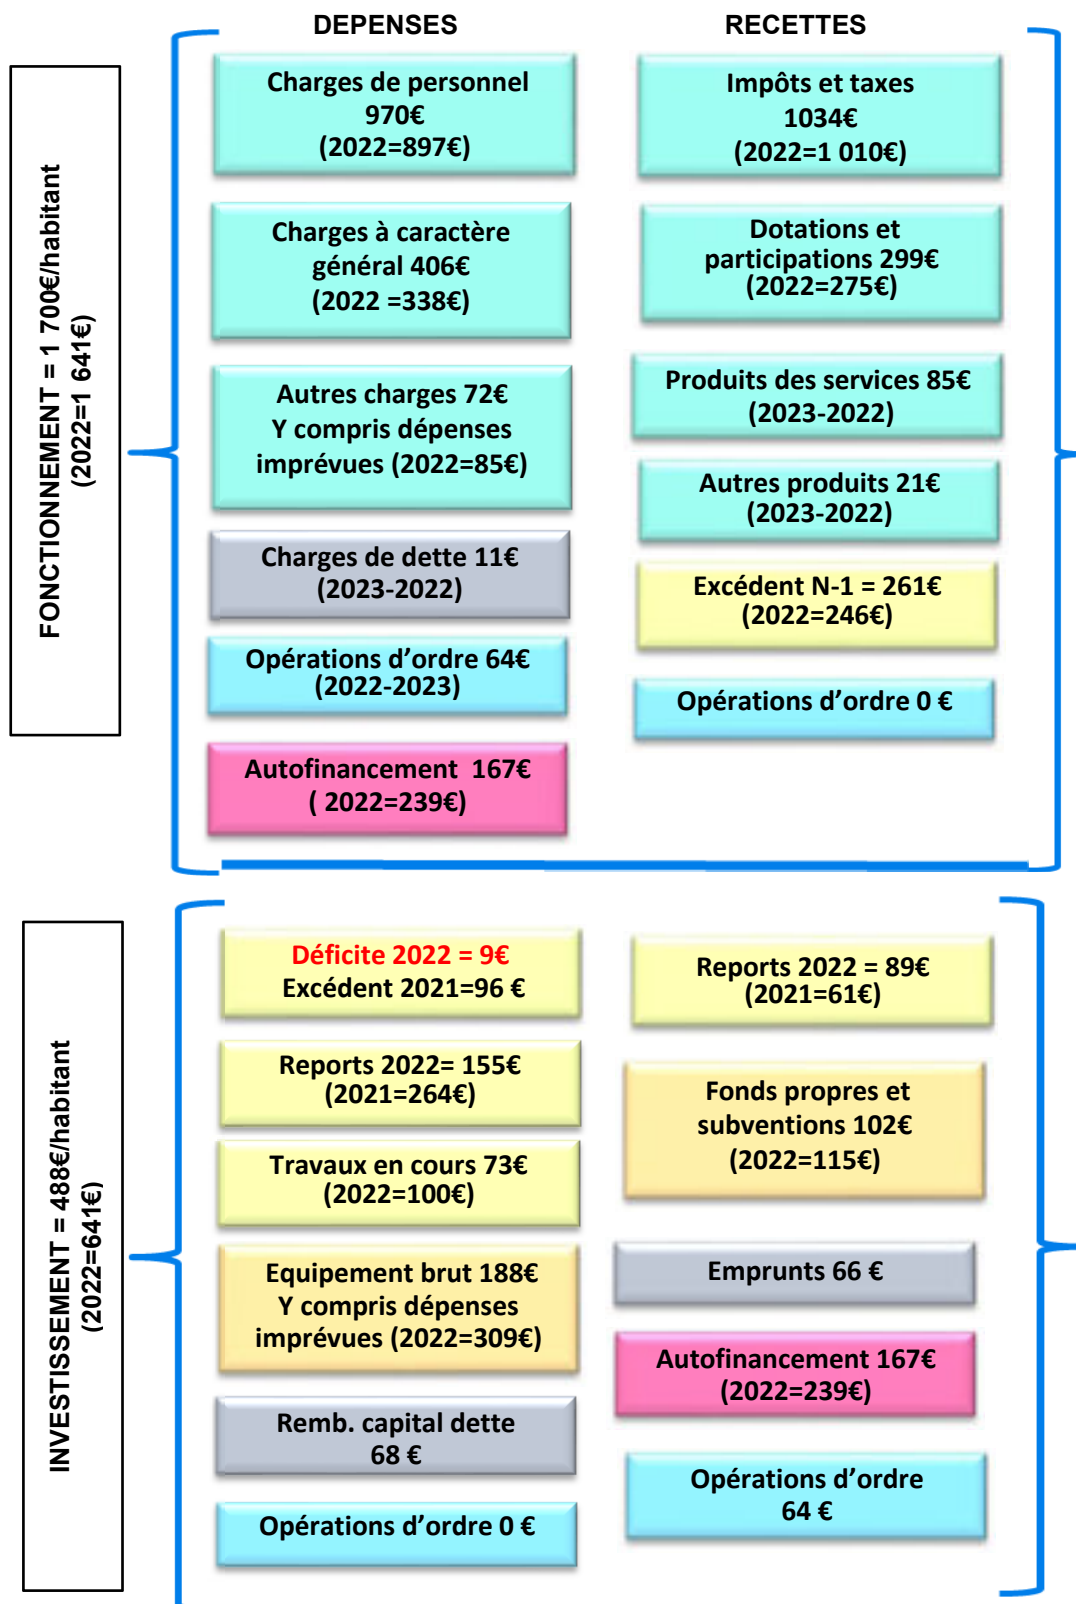 DEPENSES
RECETTES
FONCTIONNEMENT = 1 700€/habitant
(2022=1 641€)
Charges de personnel
970€
(2022=897€)
Charges à caractère
général 406€
(2022 =338€)
Autres charges 72€
Y compris dépenses
imprévues (2022=85€)
Charges de dette 11€
(2023-2022)
Opérations d’ordre 64€
(2022-2023)
Autofinancement 167€
( 2022=239€)
Impôts et taxes
1034€
(2022=1 010€)
Dotations et
participations 299€
(2022=275€)
Produits des services 85€
(2023-2022)
Autres produits 21€
(2023-2022)
Excédent N-1 = 261€
(2022=246€)
Opérations d’ordre 0 €
INVESTISSEMENT = 488€/habitant
(2022=641€)
Déficite 2022 = 9€
Excédent 2021=96 €
Reports 2022= 155€
(2021=264€)
Travaux en cours 73€
(2022=100€)
Equipement brut 188€
Y compris dépenses
imprévues (2022=309€)
Remb. capital dette
68 €
Opérations d’ordre 0 €
Reports 2022 = 89€
(2021=61€)
Fonds propres et
subventions 102€
(2022=115€)
Emprunts 66 €
Autofinancement 167€
(2022=239€)
Opérations d’ordre
64 €